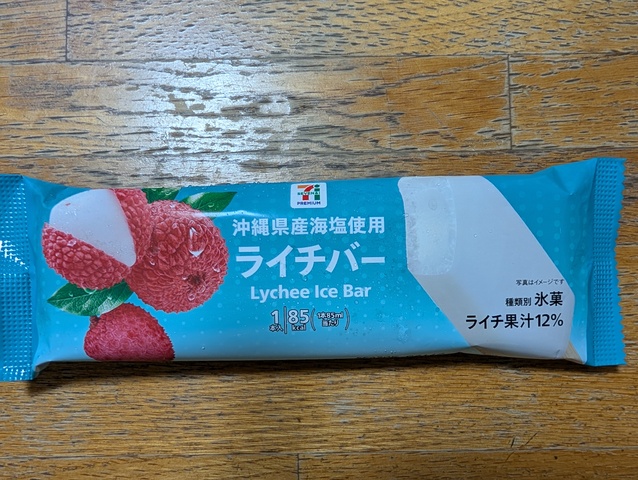 7i
SEVEN&i
PREMIUM
沖縄県産海塩使用
ライチバー
Lychee Ice Bar
1本入 85kcal (1本85ml当たり)
写真はイメージです
種類別 氷菓
ライチ果汁12%